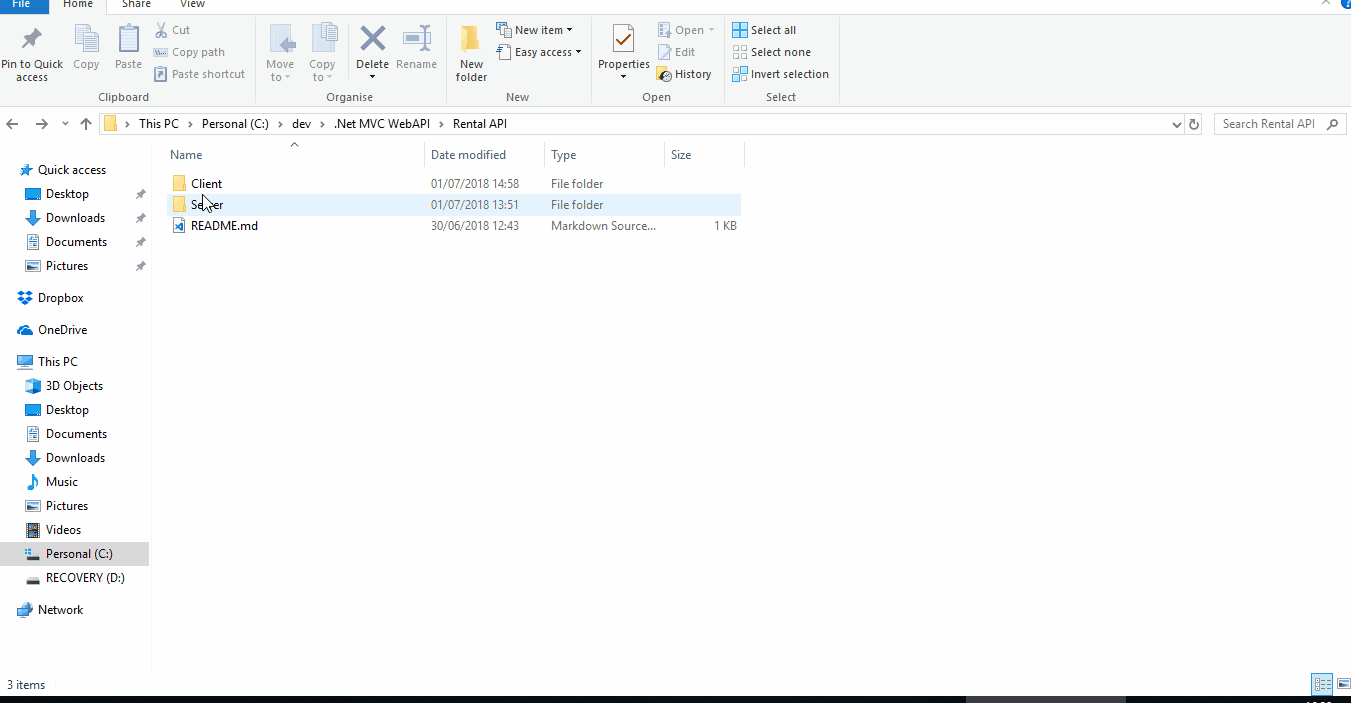 File Home Share View
Pin to Quick access
Copy
Paste
Cut
Copy path
Paste shortcut
Clipboard
Move to
Copy to
Delete
Rename
Organise
New folder
New item
Easy access
New
Properties
Open
Edit
History
Open
Select all
Select none
Invert selection
Select
This PC > Personal (C:) > dev > .Net MVC WebAPI > Rental API
Search Rental API
Name Date modified Type Size
Client 01/07/2018 14:58 File folder
01/07/2018 13:51 File folder
README.md 30/06/2018 12:43 Markdown Source... 1 KB
Quick access
Desktop
Downloads
Documents
Pictures
Dropbox
OneDrive
This PC
3D Objects
Desktop
Documents
Downloads
Music
Pictures
Videos
Personal (C:)
RECOVERY (D:)
Network
3 items